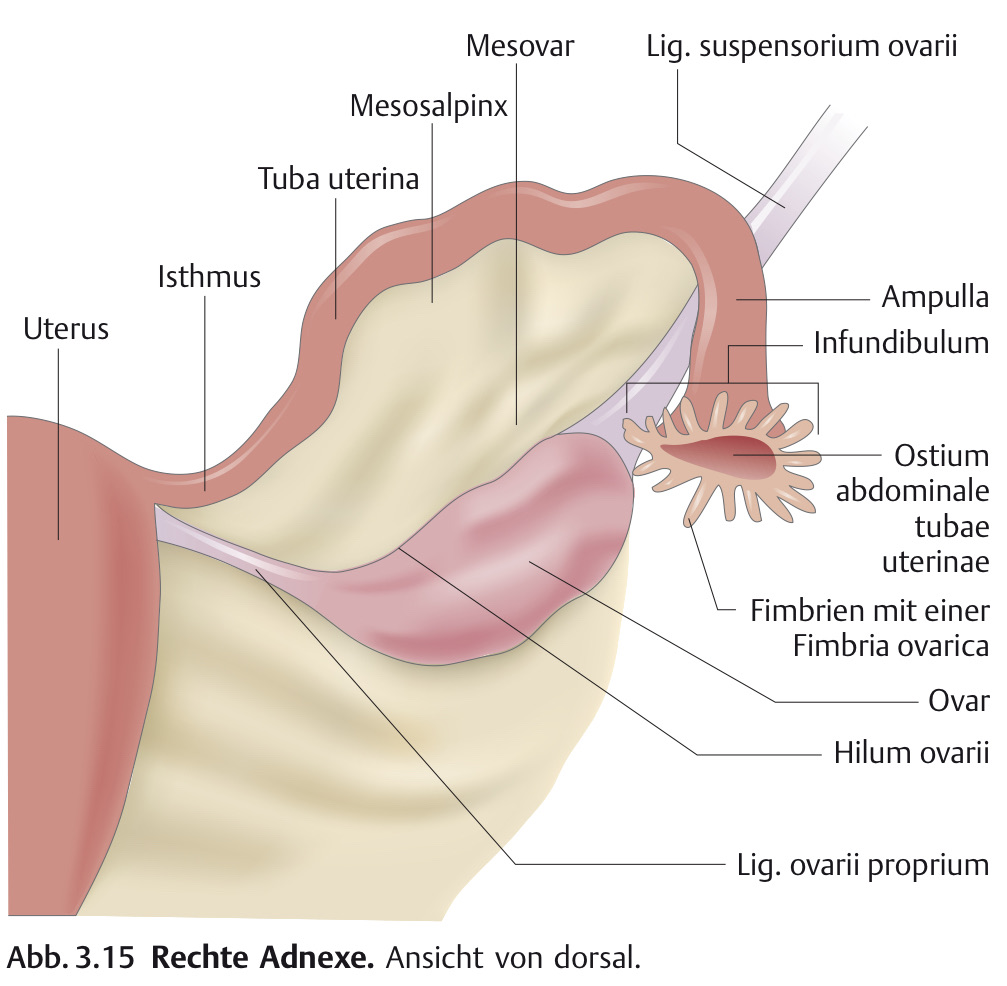 Mesovar
Lig. suspensorium ovarii
Mesosalpinx
Tuba uterina
Isthmus
Uterus
Ampulla
Infundibulum
Ostium
abdominale
tubae
uterinae
Fimbrien mit einer
Fimbria ovarica
Ovar
Hilum ovarii
Lig. ovarii proprium
Abb. 3.15 Rechte Adnexe. Ansicht von dorsal.